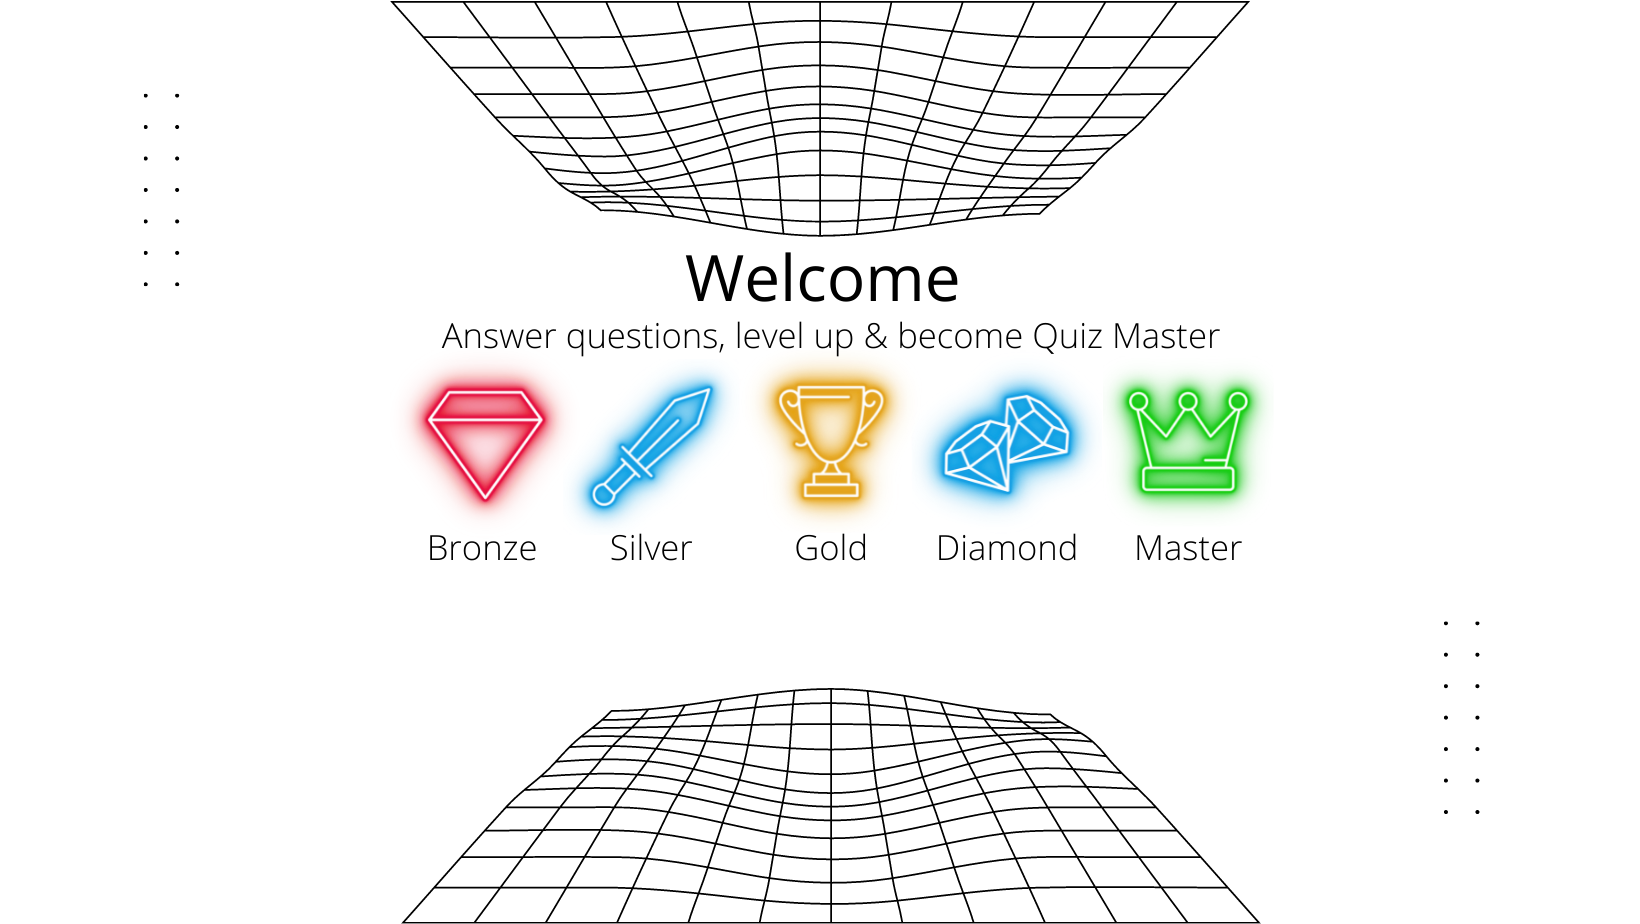 Welcome
Answer questions, level up & become Quiz Master
Bronze Silver Gold Diamond Master